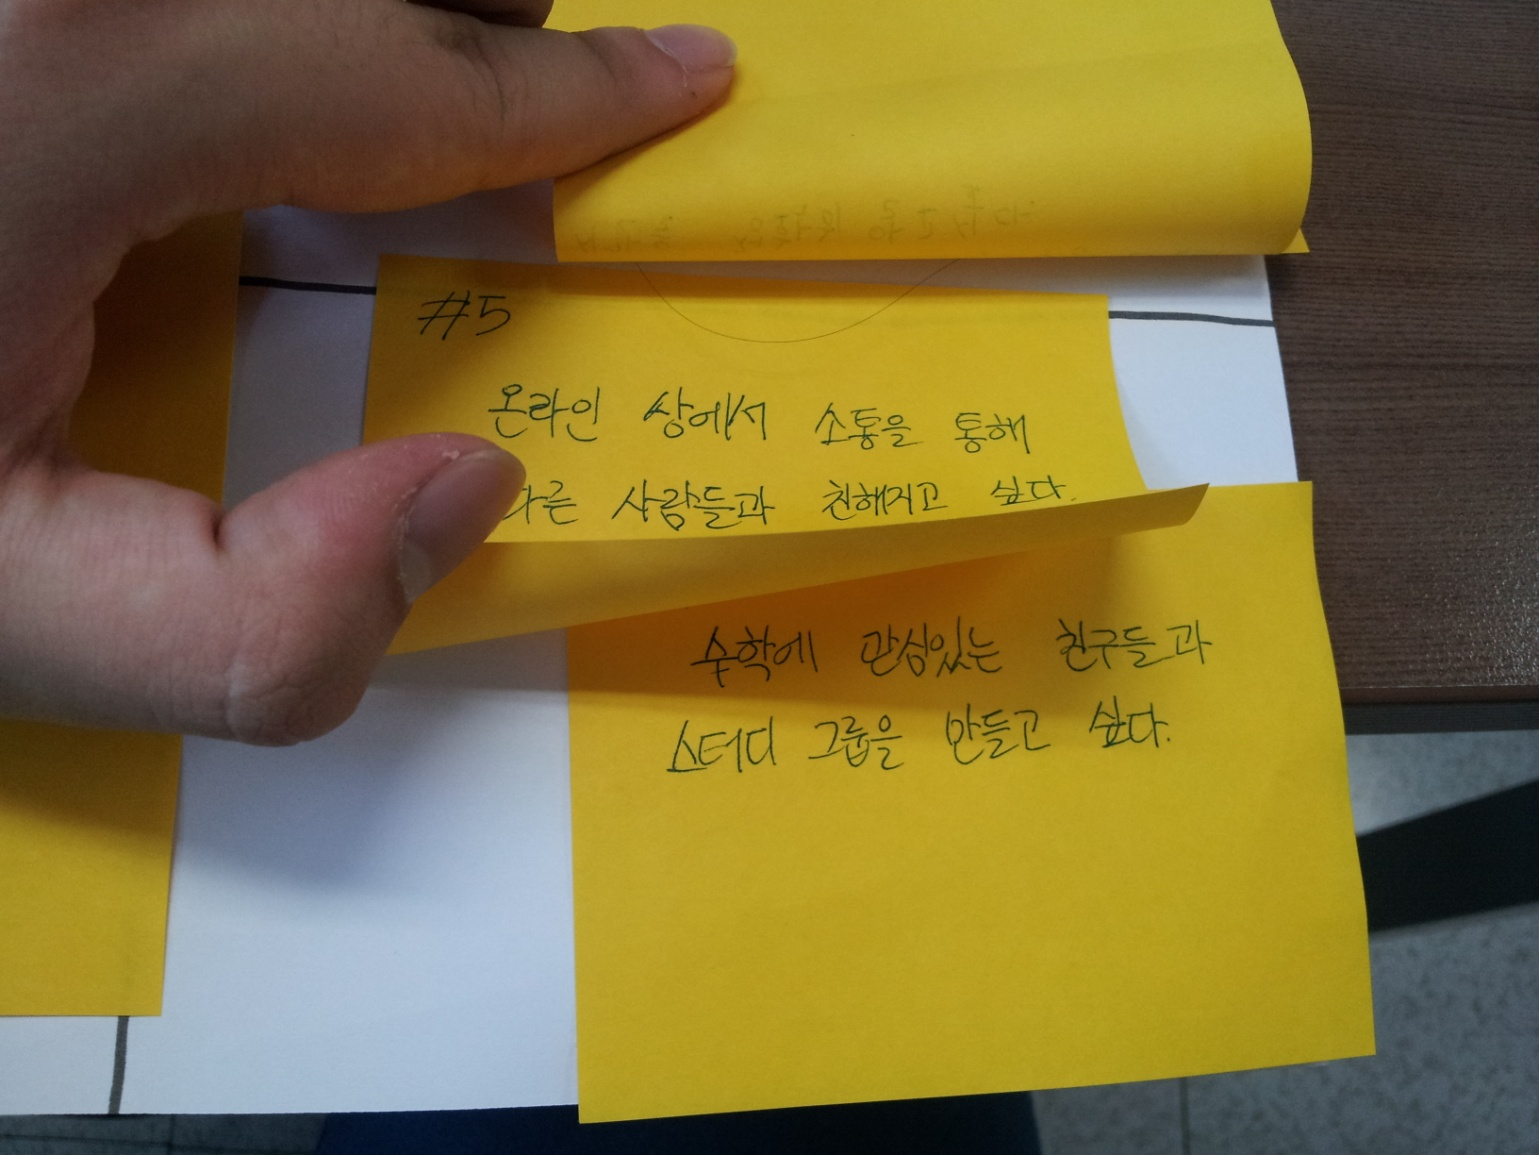 #5
온라인 상에서 소통을 통해
다른 사람들과 친해지고 싶다.
수학에 관심있는 친구들과
스터디 그룹을 만들고 싶다.